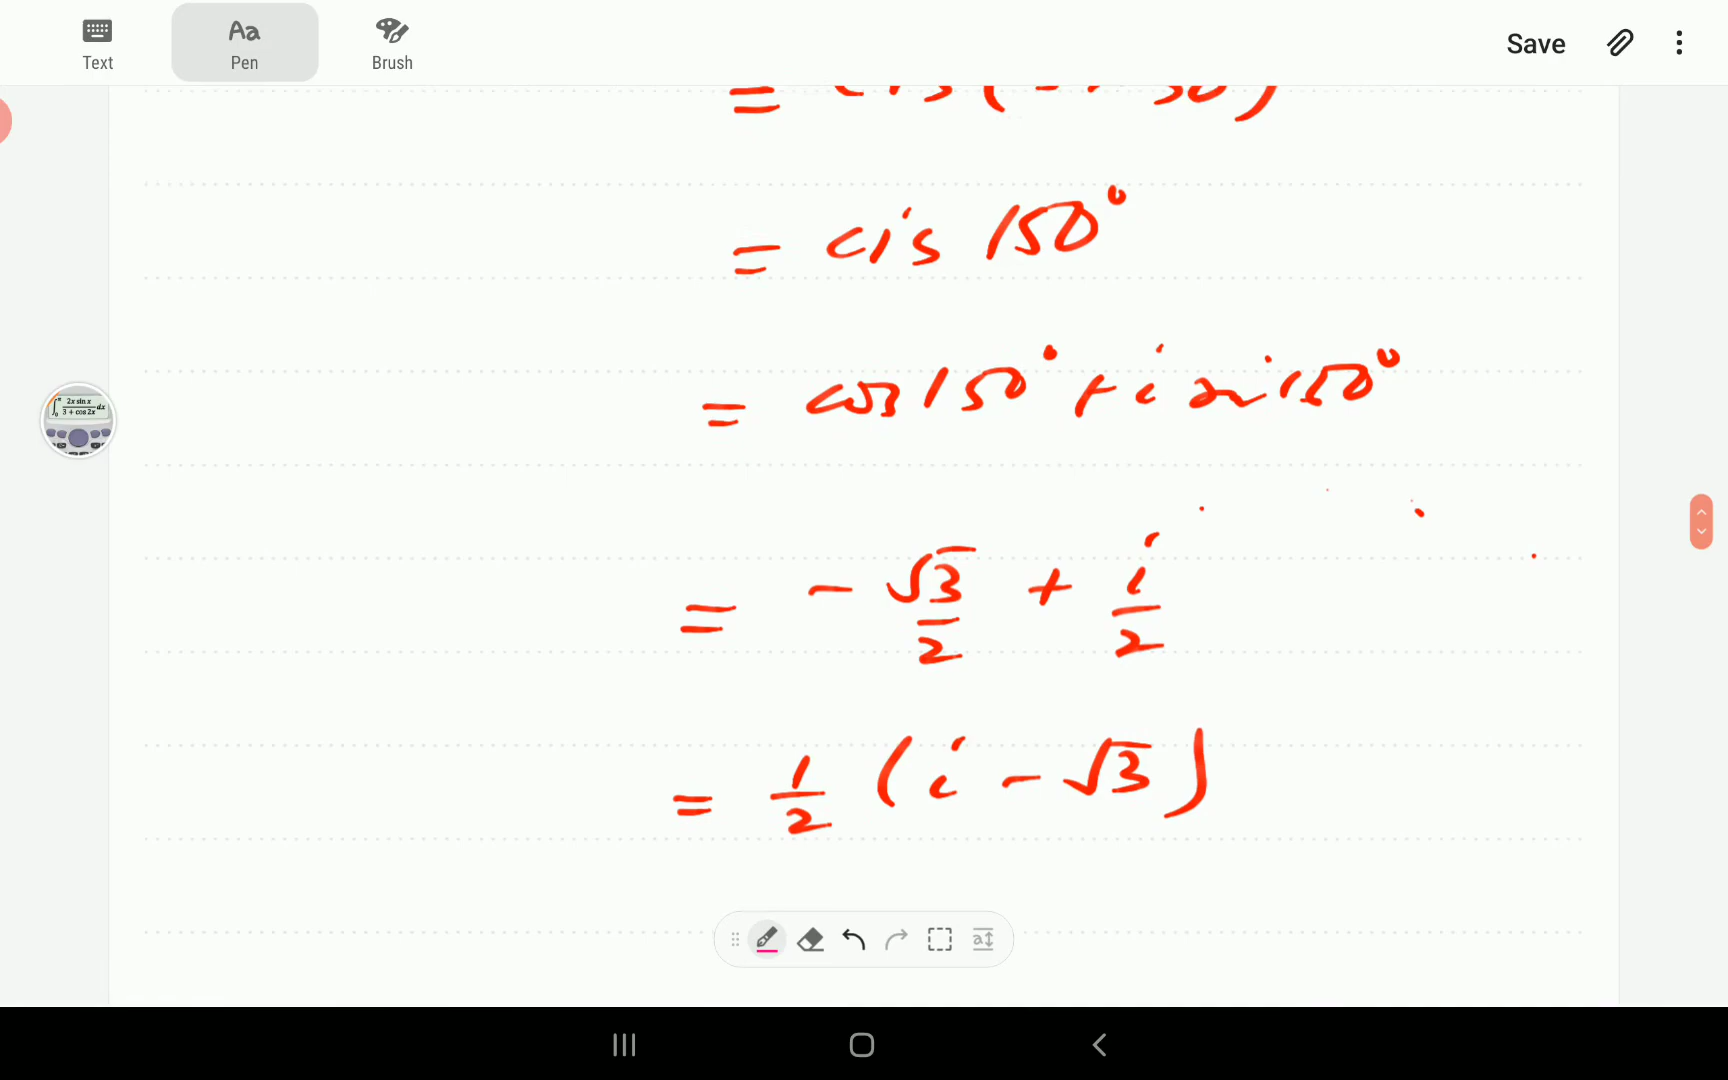 Text Pen Brush Save
= cis 150°
= cos 150° + i sin 150°
= - √3/2 + i/2
= 1/2 (i - √3)